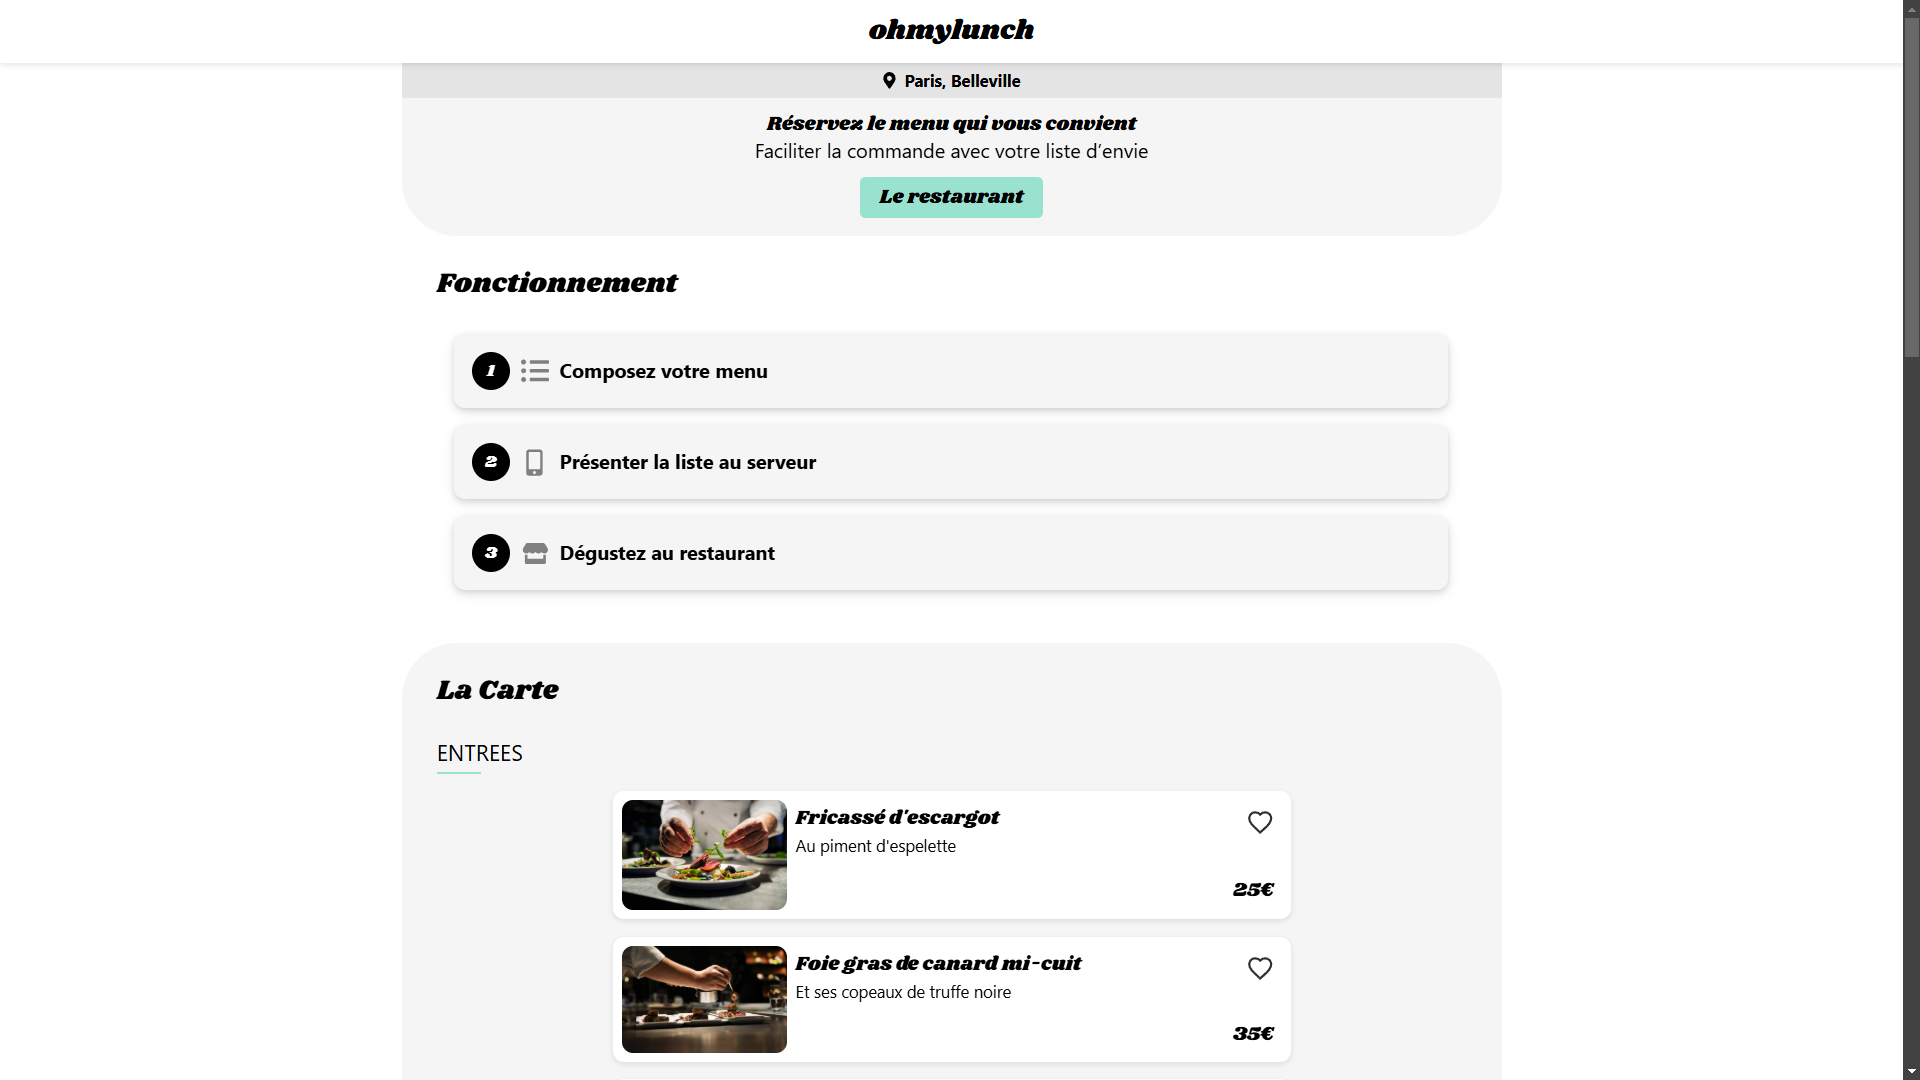 ohmylunch
Paris, Belleville
Réservez le menu qui vous convient
Faciliter la commande avec votre liste d’envie
Le restaurant
Fonctionnement
1 Composez votre menu
2 Présenter la liste au serveur
3 Dégustez au restaurant
La Carte
ENTREES
Fricassé d'escargot
Au piment d'espelette
25€
Foie gras de canard mi-cuit
Et ses copeaux de truffe noire
35€